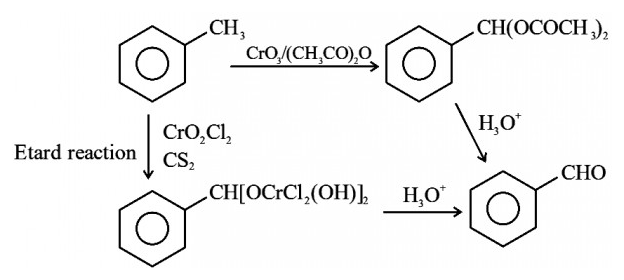 CH₃
CrO₃/(CH₃CO)₂O
CH(OCOCH₃)₂
H₃O⁺
Etard reaction
CrO₂Cl₂
CS₂
CH[OCrCl₂(OH)]₂
H₃O⁺
CHO